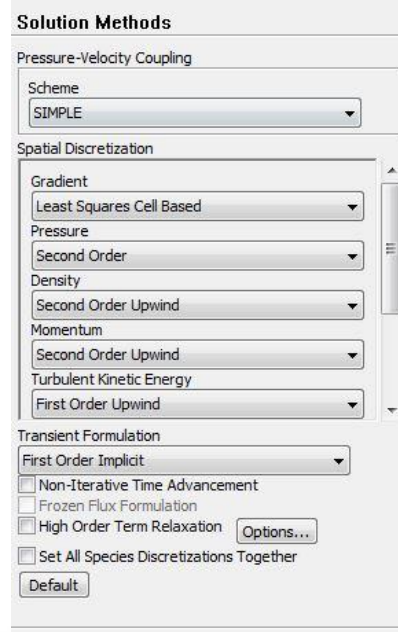 Solution Methods
Pressure-Velocity Coupling
Scheme
SIMPLE
Spatial Discretization
Gradient
Least Squares Cell Based
Pressure
Second Order
Density
Second Order Upwind
Momentum
Second Order Upwind
Turbulent Kinetic Energy
First Order Upwind
Transient Formulation
First Order Implicit
Non-Iterative Time Advancement
Frozen Flux Formulation
High Order Term Relaxation Options...
Set All Species Discretizations Together
Default